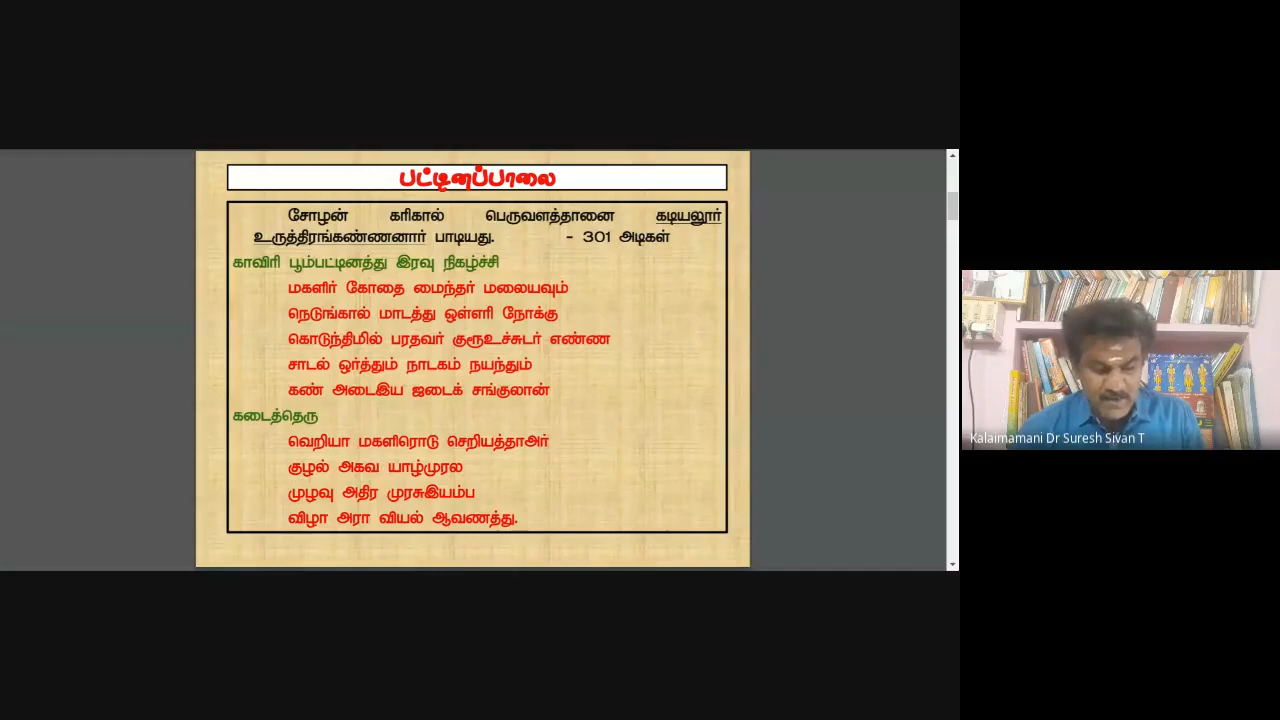 பட்டினப்பாலை
சோழன் கரிகால் பெருவளத்தானை கடியலூர்
உருத்திரங்கண்ணனார் பாடியது. - 301 அடிகள்
காவிரி பூம்பட்டினத்து இரவு நிகழ்ச்சி
மகளிர் கோதை மைந்தர் மலையவும்
நெடுங்கால் மாடத்து ஒள்ளரி நோக்கு
கொடுந்திமில் பரதவர் குரூஉச்சுடர் எண்ண
சாடல் ஓர்த்தும் நாடகம் நயந்தும்
கண் அடைஇய ஜடைக் சங்குலான்
கடைத்தெரு
வெறியா மகளிரொடு செறியத்தாஅர்
குழல் அகவ யாழ்முரல
முழவு அதிர முரசுஇயம்ப
விழா அரா வியல் ஆவணத்து.
Kalaimamani Dr Suresh Sivan T